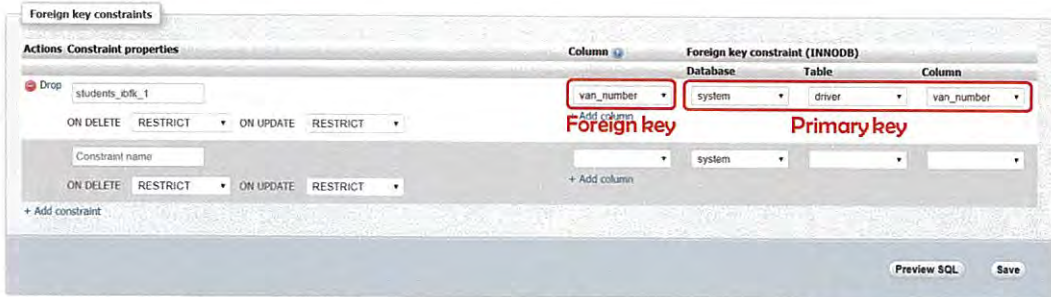 Foreign key constraints
Actions Constraint properties Column Foreign key constraint (INNODB)
Database Table Column
Drop students_ibfk_1 van_number system driver van_number
+ Add column
ON DELETE RESTRICT ON UPDATE RESTRICT Foreign key Primary key
Constraint name system
ON DELETE RESTRICT ON UPDATE RESTRICT + Add column
+ Add constraint
Preview SQL Save